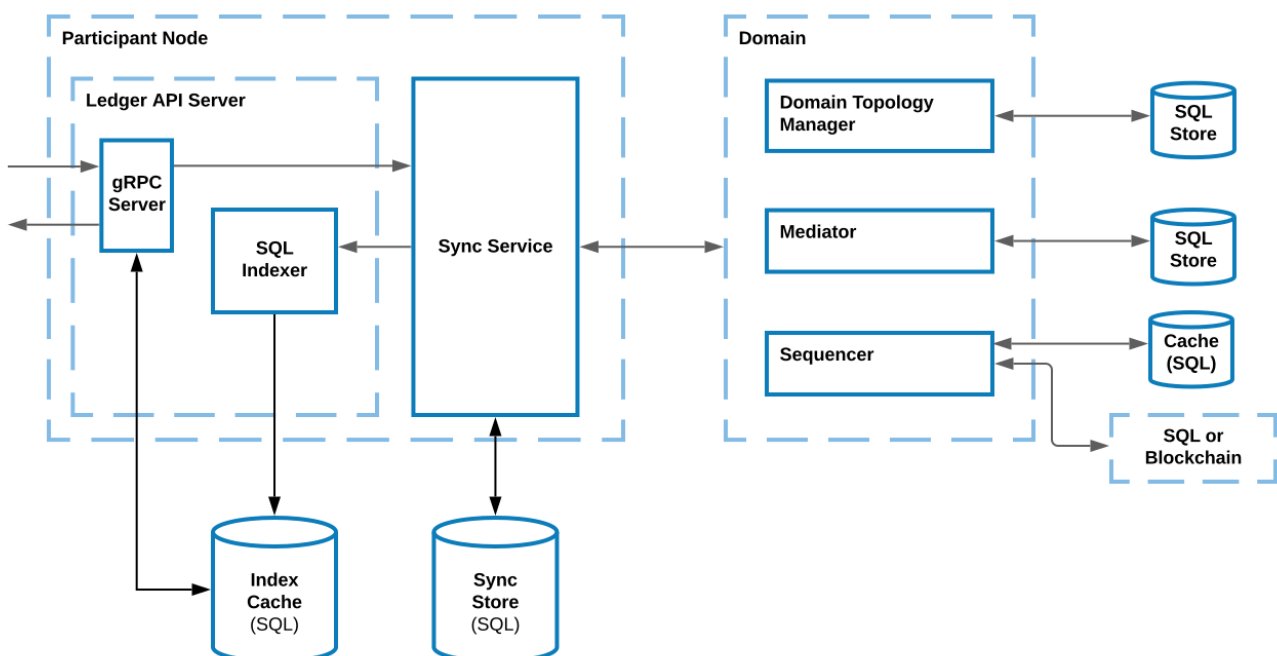 Participant Node
Ledger API Server
gRPC
Server
SQL
Indexer
Sync Service
Index
Cache
(SQL)
Sync
Store
(SQL)
Domain
Domain Topology
Manager
SQL
Store
Mediator
SQL
Store
Sequencer
Cache
(SQL)
SQL or
Blockchain